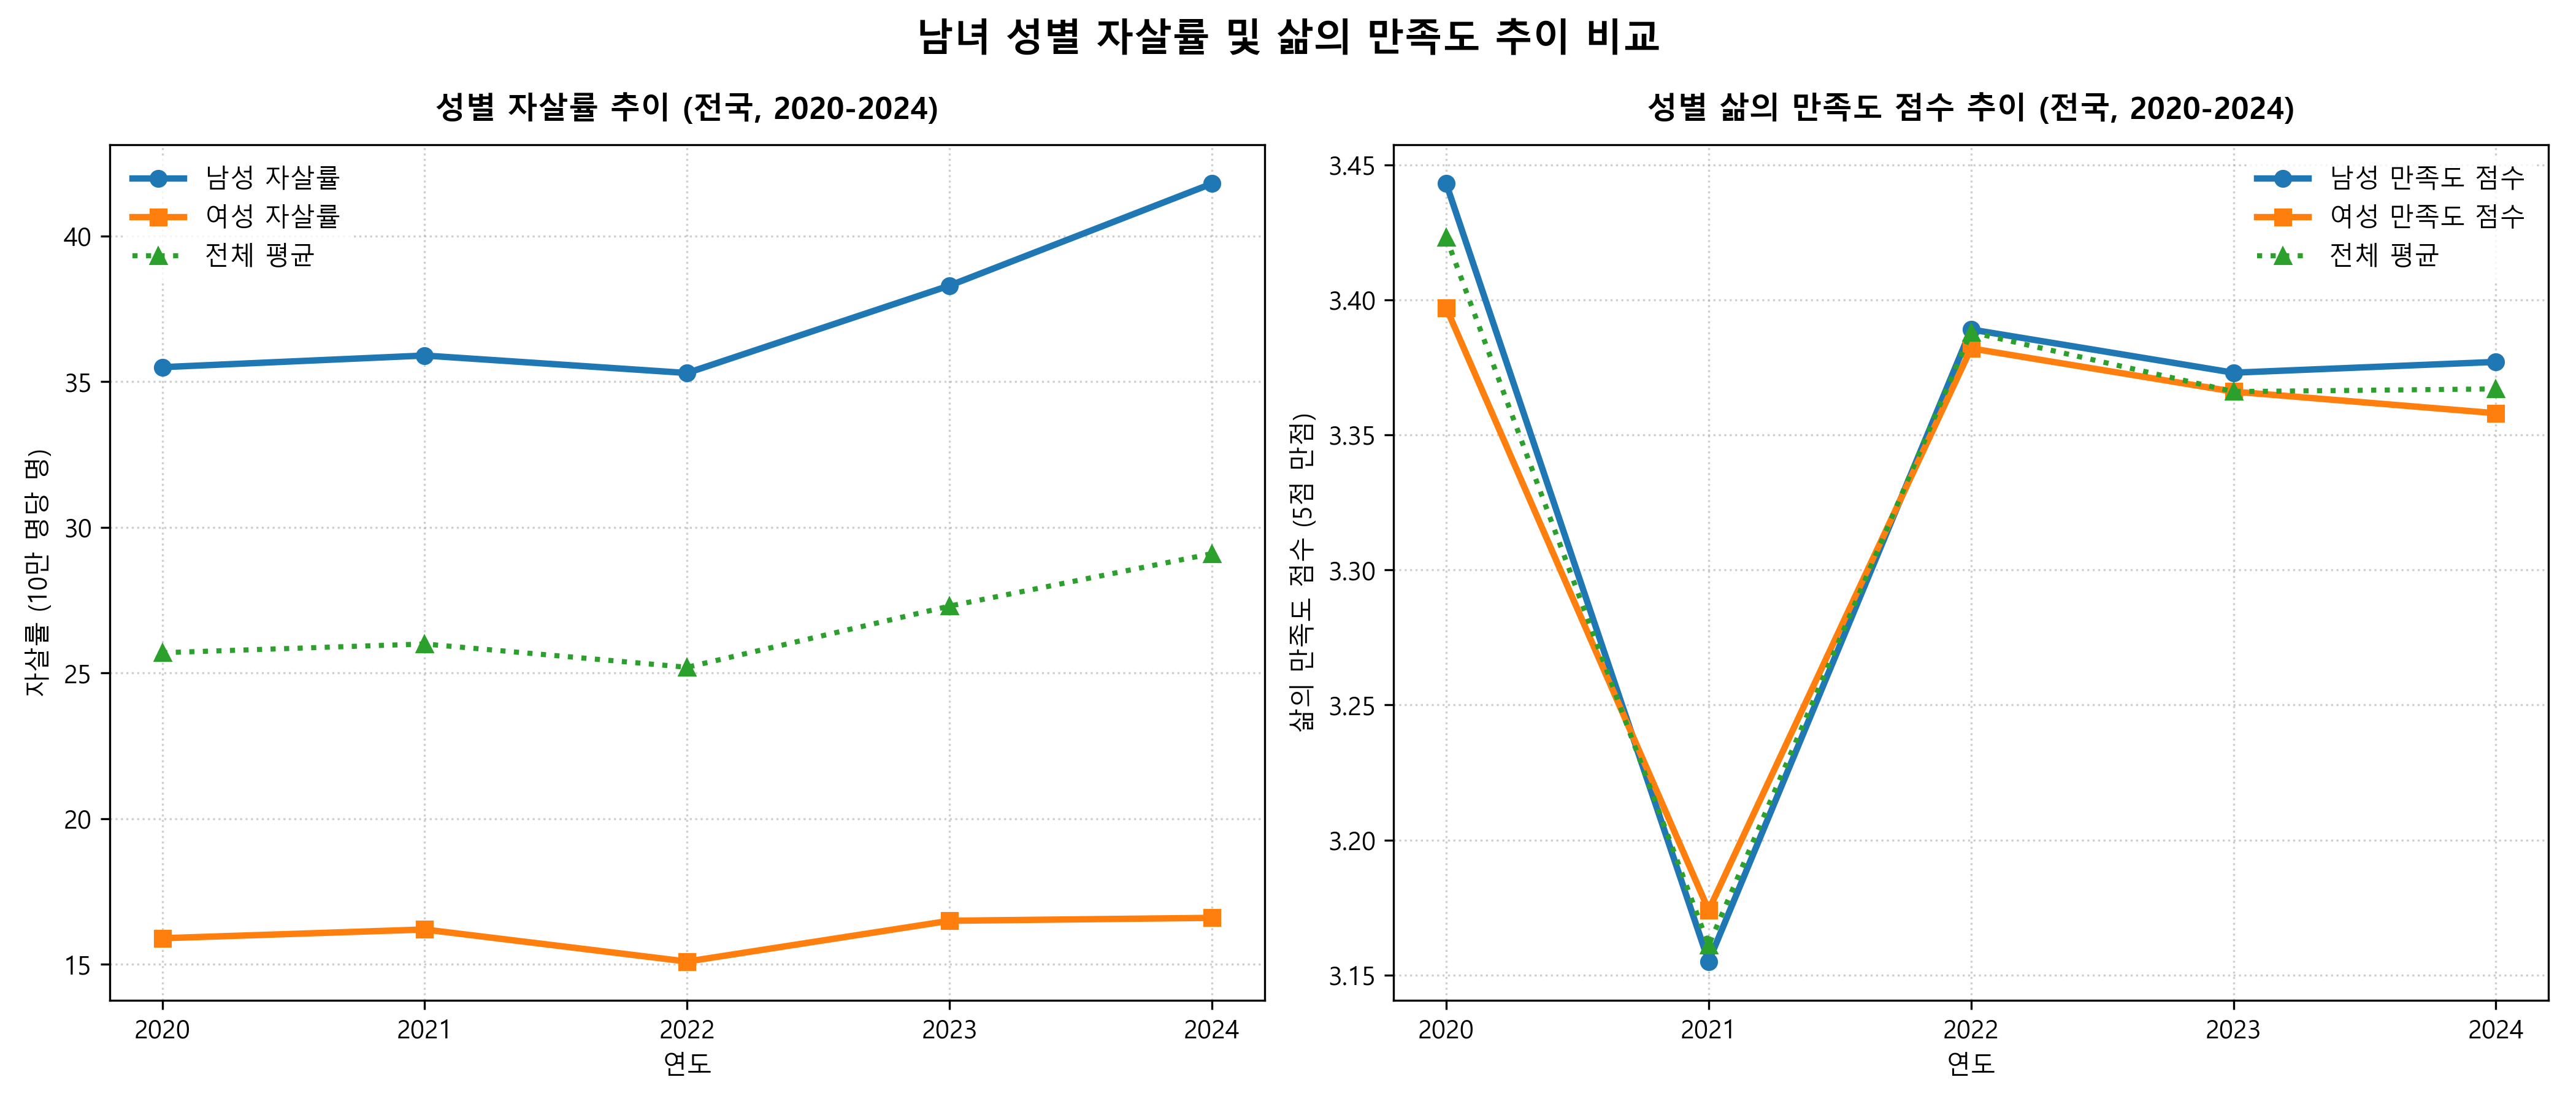 남녀 성별 자살률 및 삶의 만족도 추이 비교
성별 자살률 추이 (전국, 2020-2024)
남성 자살률
여성 자살률
전체 평균
자살률 (10만 명당 명)
40
35
30
25
20
15
2020
2021
2022
2023
2024
연도
성별 삶의 만족도 점수 추이 (전국, 2020-2024)
남성 만족도 점수
여성 만족도 점수
전체 평균
삶의 만족도 점수 (5점 만점)
3.45
3.40
3.35
3.30
3.25
3.20
3.15
2020
2021
2022
2023
2024
연도